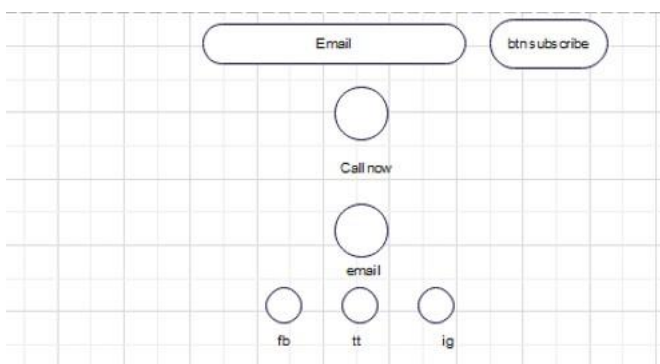 Email
btn subscribe
Call now
email
fb
tt
ig